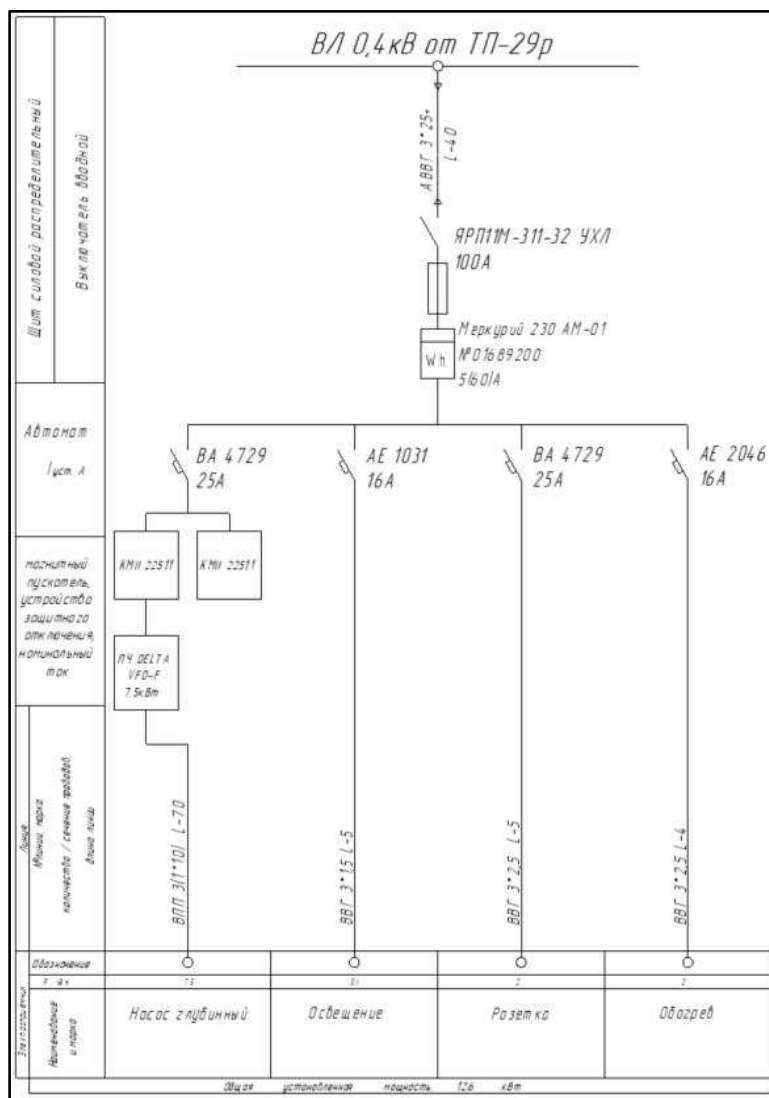 ВЛ 0,4кВ от ТП-29р
АВВГ 3*25+
L-40
Щит силовой распределительный
Выключатель вводной
ЯРП11М-311-32 УХЛ
100А
Меркурий 230 АМ-01
№01689200
5(60)А
Wh
Автомат
Iуст. А
ВА 4729
25А
АЕ 1031
16А
ВА 4729
25А
АЕ 2046
16А
магнитный
пускатель,
устройство
защитного
отключения,
номинальный
ток
КМИ 22511
КМИ 22511
ПЧ DELTA
VFD-F
7.5кВт
Линия
№линии, марка,
количество / сечение проводов,
длина линии
ВПП 3(1*10) L-70
ВВГ 3*1,5 L-5
ВВГ 3*2,5 L-5
ВВГ 3*2,5 L-4
Обозначение
Наименование
и марка
Насос глубинный
Освещение
Розетка
Обогрев
Общая установленная мощность 12.6 кВт